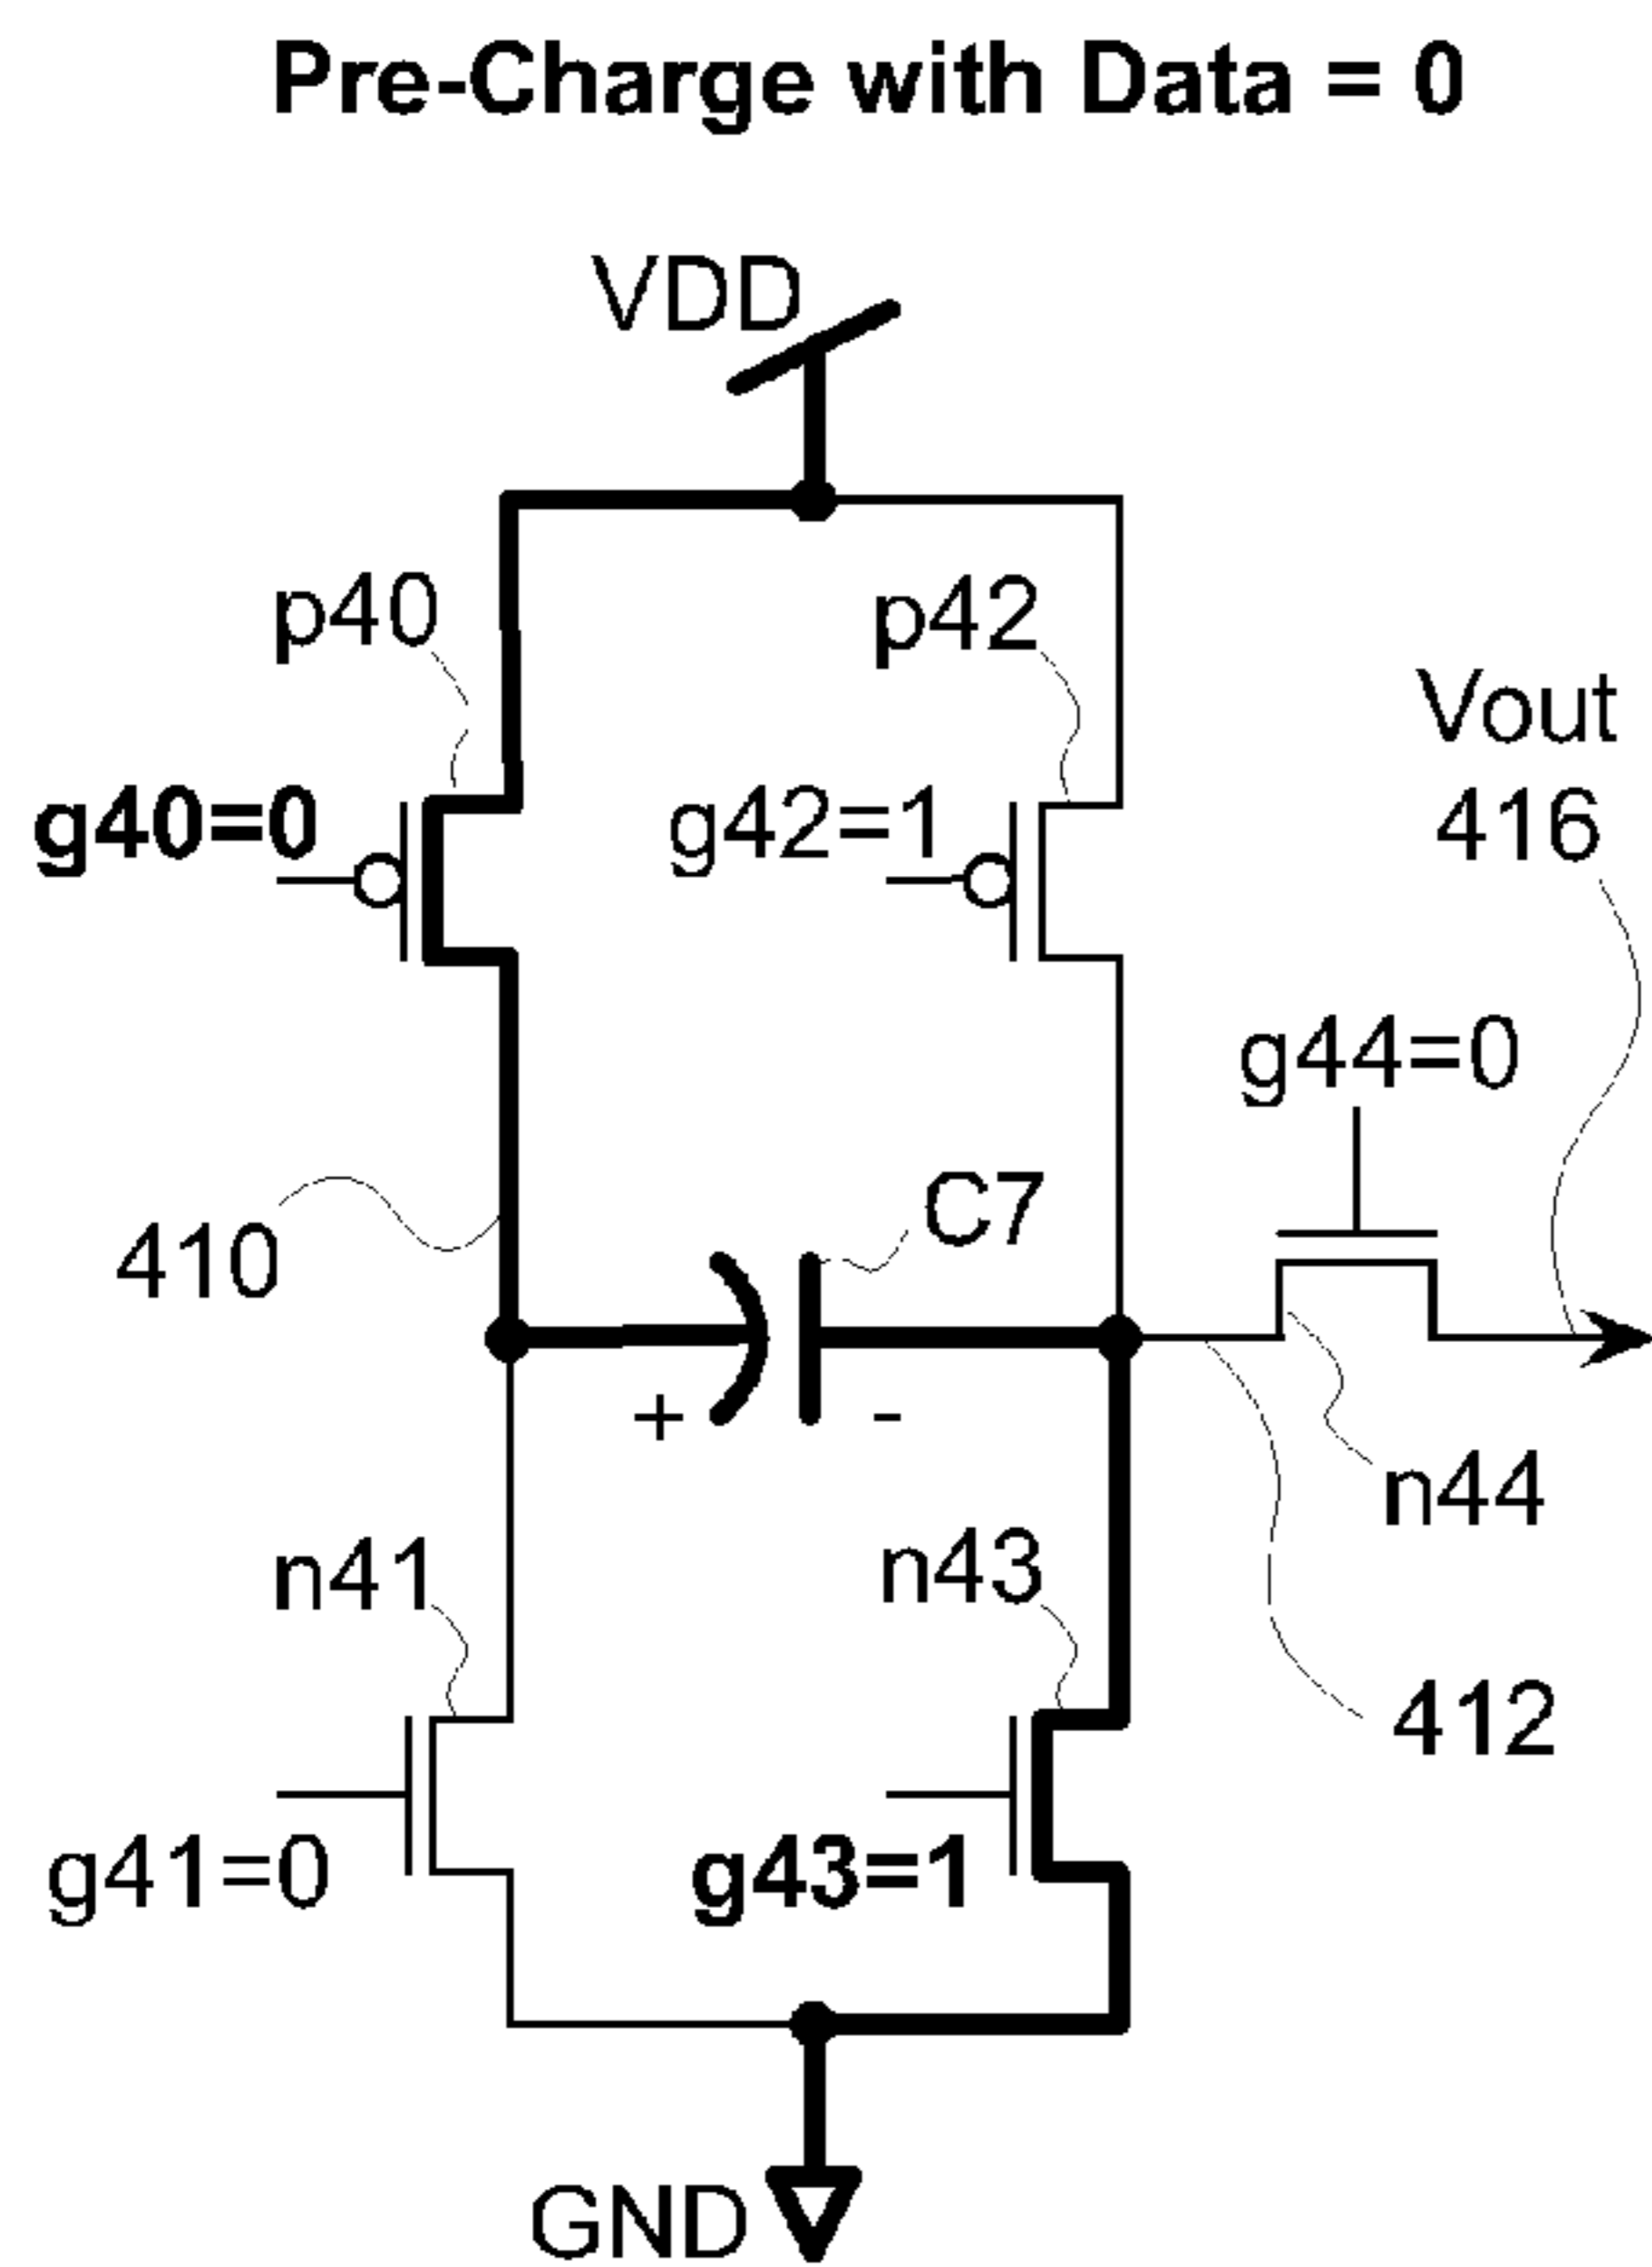 Pre-Charge with Data = 0
VDD
p40
p42
Vout
416
g40=0
g42=1
g44=0
C7
410
+
-
n44
n41
n43
412
g41=0
g43=1
GND